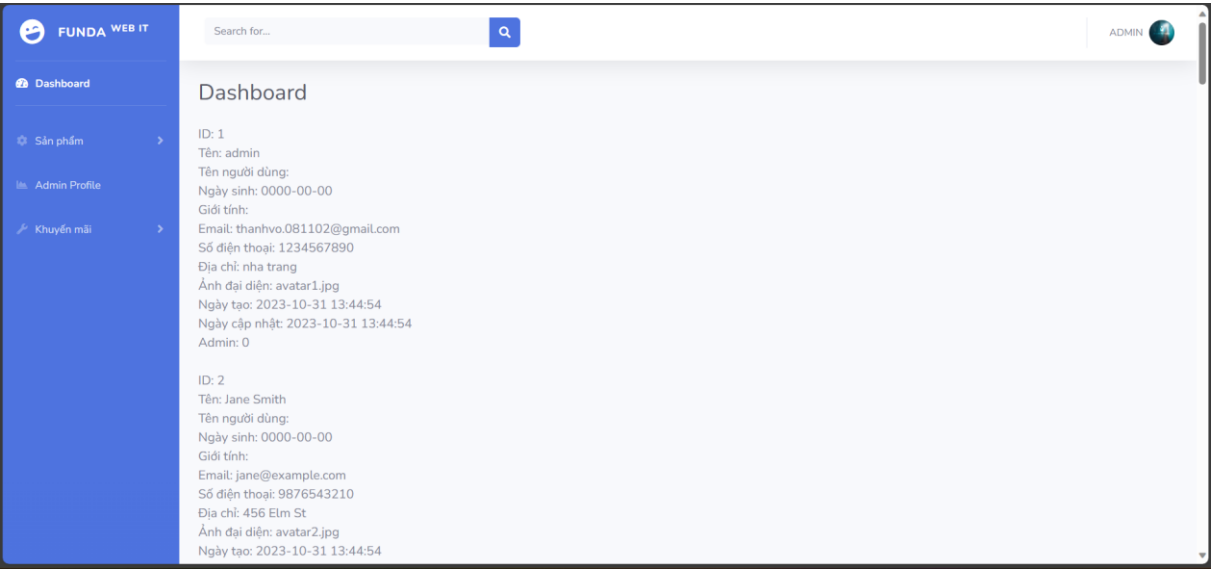 FUNDA WEB IT
Search for...
ADMIN
Dashboard
Sản phẩm
Admin Profile
Khuyến mãi
Dashboard
ID: 1
Tên: admin
Tên người dùng:
Ngày sinh: 0000-00-00
Giới tính:
Email: thanhvo.081102@gmail.com
Số điện thoại: 1234567890
Địa chỉ: nha trang
Ảnh đại diện: avatar1.jpg
Ngày tạo: 2023-10-31 13:44:54
Ngày cập nhật: 2023-10-31 13:44:54
Admin: 0
ID: 2
Tên: Jane Smith
Tên người dùng:
Ngày sinh: 0000-00-00
Giới tính:
Email: jane@example.com
Số điện thoại: 9876543210
Địa chỉ: 456 Elm St
Ảnh đại diện: avatar2.jpg
Ngày tạo: 2023-10-31 13:44:54